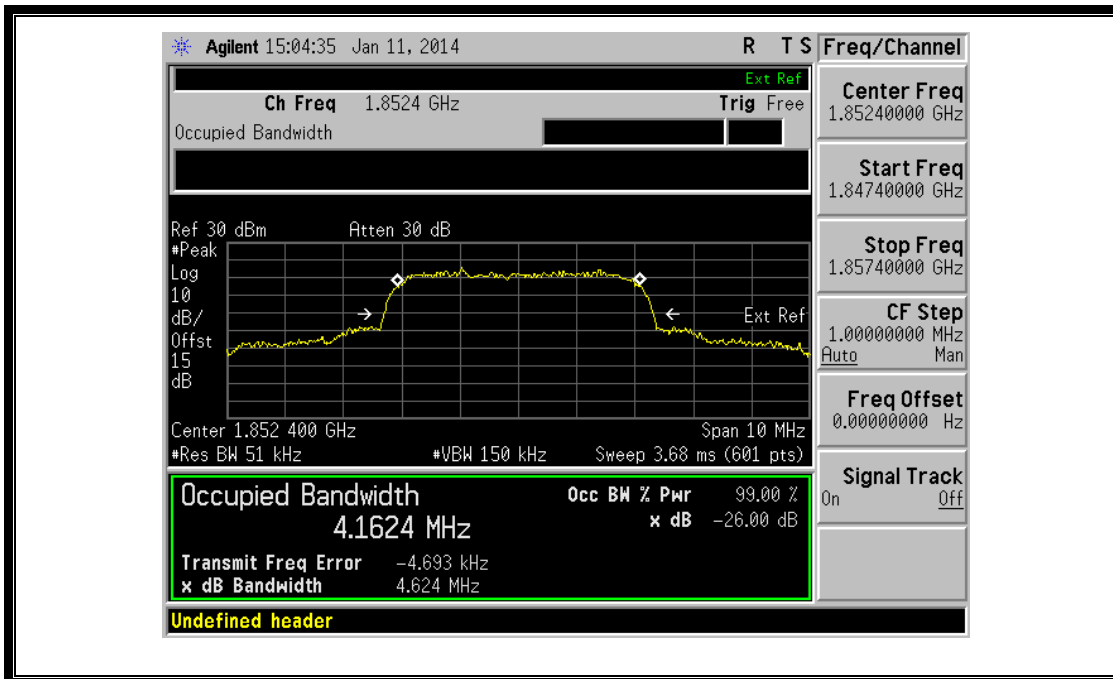 Agilent 15:04:35 Jan 11, 2014 R T S
Ext Ref
Ch Freq 1.8524 GHz Trig Free
Occupied Bandwidth
Ref 30 dBm Atten 30 dB
#Peak
Log
10
dB/
Offst
15
dB
Ext Ref
Center 1.852 400 GHz Span 10 MHz
#Res BW 51 kHz #VBW 150 kHz Sweep 3.68 ms (601 pts)
Occupied Bandwidth Occ BW % Pwr 99.00 %
4.1624 MHz x dB -26.00 dB
Transmit Freq Error -4.693 kHz
x dB Bandwidth 4.624 MHz
Undefined header
Freq/Channel
Center Freq
1.85240000 GHz
Start Freq
1.84740000 GHz
Stop Freq
1.85740000 GHz
CF Step
1.00000000 MHz
Auto Man
Freq Offset
0.00000000 Hz
Signal Track
On Off